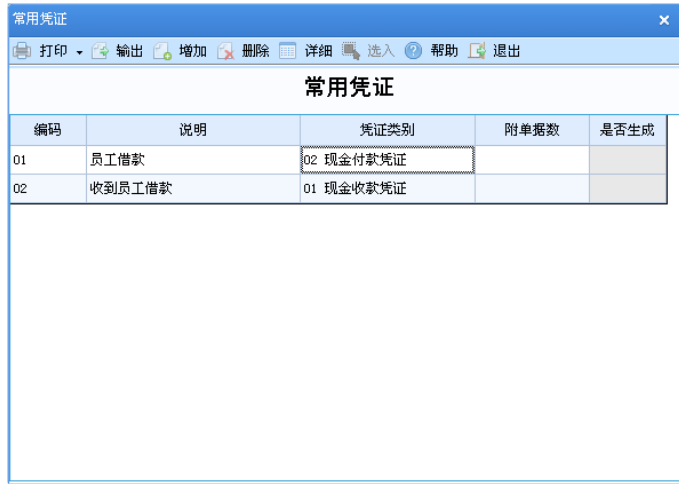 常用凭证
打印 输出 增加 删除 详细 选入 帮助 退出
常用凭证
编码 说明 凭证类别 附单据数 是否生成
01 员工借款 02 现金付款凭证
02 收到员工借款 01 现金收款凭证